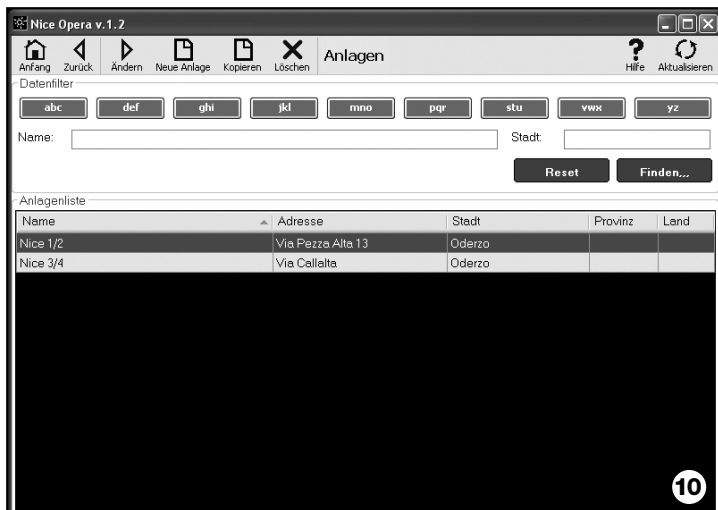 Nice Opera v.1.2
Anfang Zurück Ändern Neue Anlage Kopieren Löschen Anlagen Hilfe Aktualisieren
Datenfilter
abc def ghi jkl mno pqr stu vwx yz
Name: Stadt:
Reset Finden,,,
Anlagenliste
Name Adresse Stadt Provinz Land
Nice 1/2 Via Pezza Alta 13 Oderzo
Nice 3/4 Via Callalta Oderzo
10